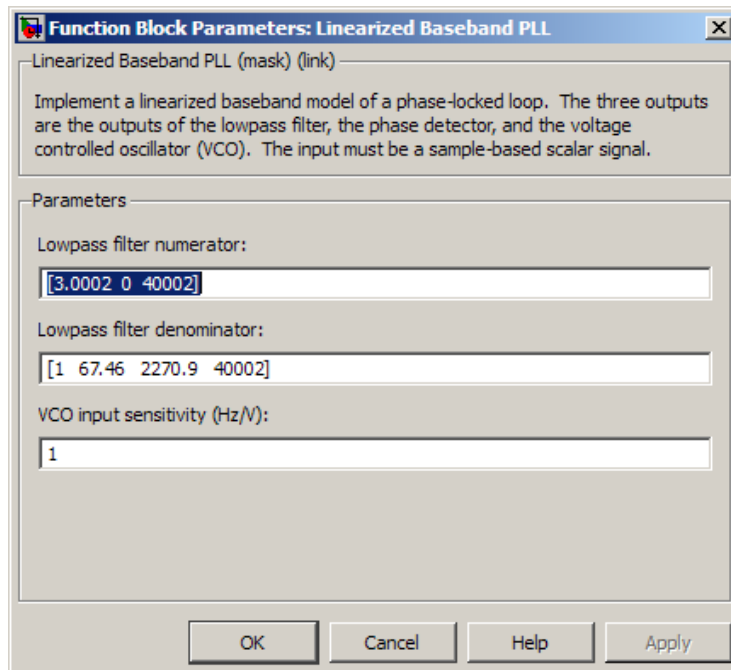 Function Block Parameters: Linearized Baseband PLL
Linearized Baseband PLL (mask) (link)
Implement a linearized baseband model of a phase-locked loop.  The three outputs
are the outputs of the lowpass filter, the phase detector, and the voltage
controlled oscillator (VCO).  The input must be a sample-based scalar signal.
Parameters
Lowpass filter numerator:
[3.0002 0 40002]
Lowpass filter denominator:
[1  67.46  2270.9  40002]
VCO input sensitivity (Hz/V):
1
OK Cancel Help Apply